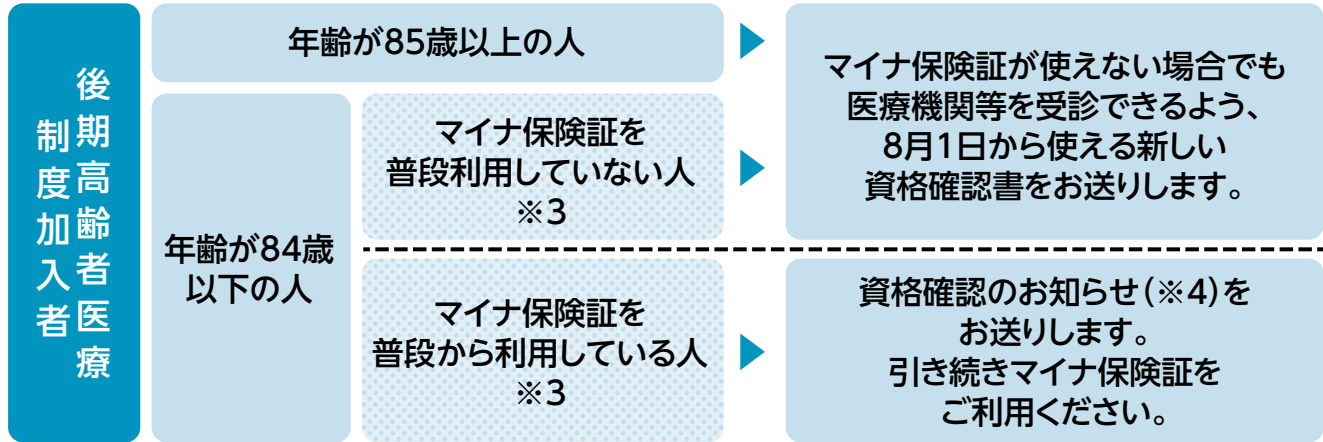 後期高齢者医療
制度加入者
年齢が85歳以上の人
マイナ保険証が使えない場合でも
医療機関等を受診できるよう、
8月1日から使える新しい
資格確認書をお送りします。
年齢が84歳
以下の人
マイナ保険証を
普段利用していない人
※3
マイナ保険証を
普段から利用している人
※3
資格確認のお知らせ(※4)を
お送りします。
引き続きマイナ保険証を
ご利用ください。